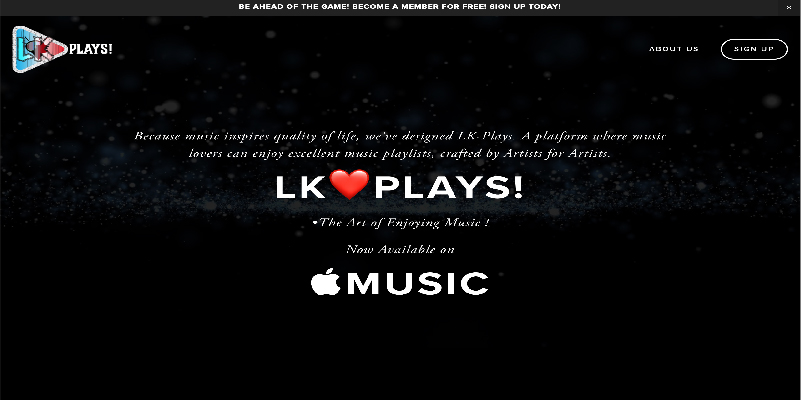 BE AHEAD OF THE GAME! BECOME A MEMBER FOR FREE! SIGN UP TODAY!
LK PLAYS!
ABOUT US
SIGN UP
Because music inspires quality of life, we've designed LK-Plays. A platform where music
lovers can enjoy excellent music playlists, crafted by Artists for Artists.
LK❤️PLAYS!
•The Art of Enjoying Music !
Now Available on
MUSIC